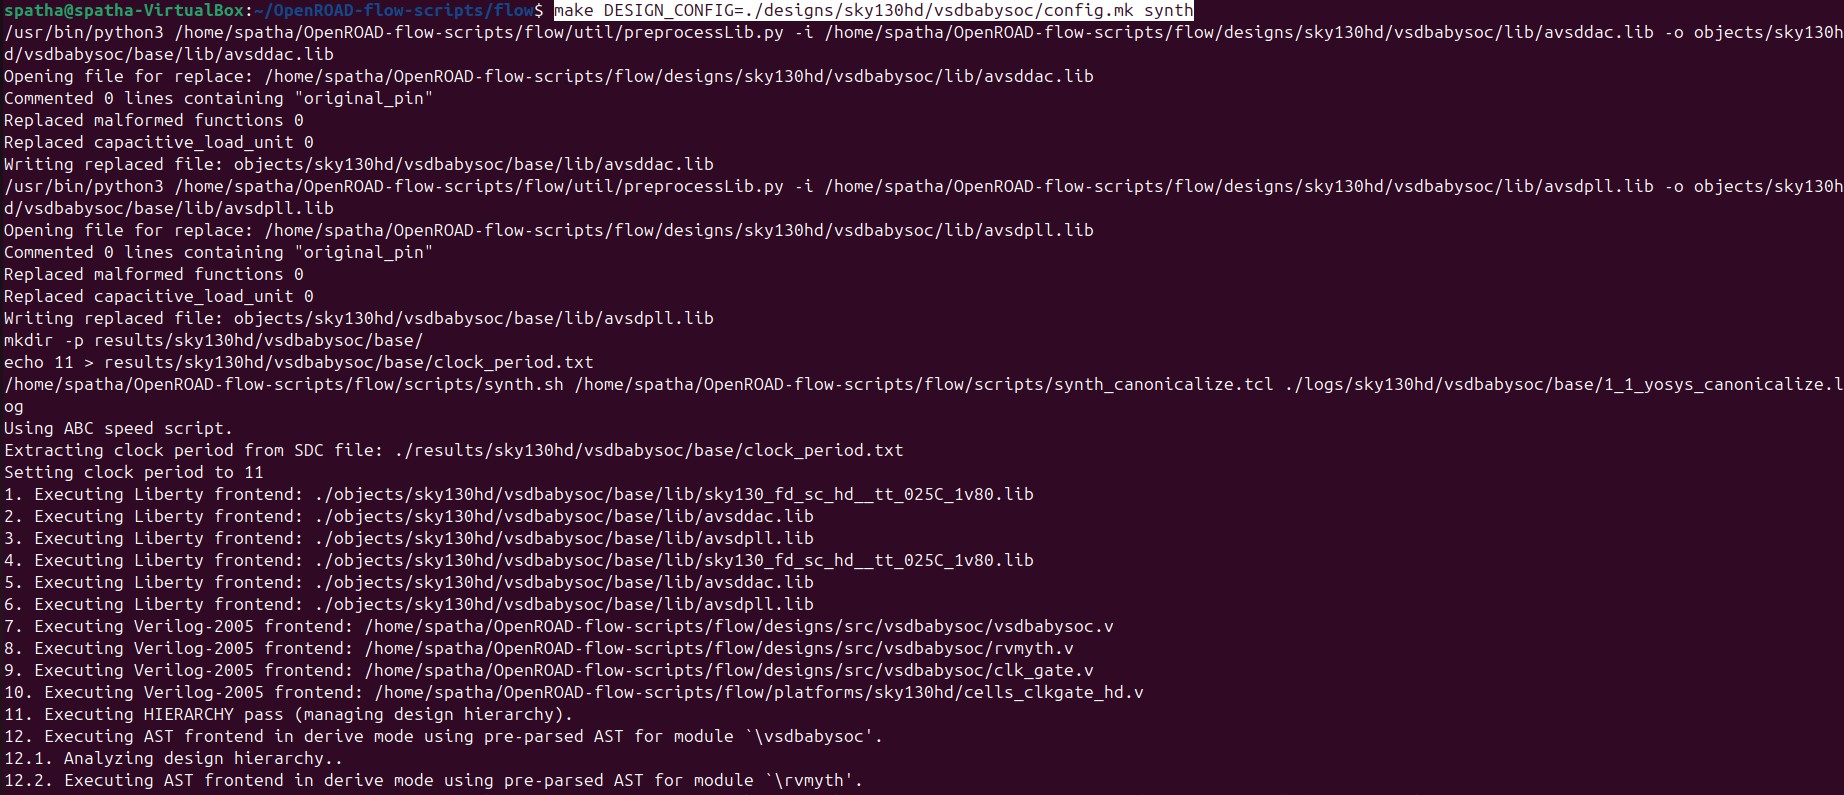 spatha@spatha-VirtualBox:~/OpenROAD-flow-scripts/flow$ make DESIGN_CONFIG=./designs/sky130hd/vsdbabysoc/config.mk synth
/usr/bin/python3 /home/spatha/OpenROAD-flow-scripts/flow/util/preprocessLib.py -i /home/spatha/OpenROAD-flow-scripts/flow/designs/sky130hd/vsdbabysoc/lib/avsddac.lib -o objects/sky130h
d/vsdbabysoc/base/lib/avsddac.lib
Opening file for replace: /home/spatha/OpenROAD-flow-scripts/flow/designs/sky130hd/vsdbabysoc/lib/avsddac.lib
Commented 0 lines containing "original_pin"
Replaced malformed functions 0
Replaced capacitive_load_unit 0
Writing replaced file: objects/sky130hd/vsdbabysoc/base/lib/avsddac.lib
/usr/bin/python3 /home/spatha/OpenROAD-flow-scripts/flow/util/preprocessLib.py -i /home/spatha/OpenROAD-flow-scripts/flow/designs/sky130hd/vsdbabysoc/lib/avsdpll.lib -o objects/sky130h
d/vsdbabysoc/base/lib/avsdpll.lib
Opening file for replace: /home/spatha/OpenROAD-flow-scripts/flow/designs/sky130hd/vsdbabysoc/lib/avsdpll.lib
Commented 0 lines containing "original_pin"
Replaced malformed functions 0
Replaced capacitive_load_unit 0
Writing replaced file: objects/sky130hd/vsdbabysoc/base/lib/avsdpll.lib
mkdir -p results/sky130hd/vsdbabysoc/base/
echo 11 > results/sky130hd/vsdbabysoc/base/clock_period.txt
/home/spatha/OpenROAD-flow-scripts/flow/scripts/synth.sh /home/spatha/OpenROAD-flow-scripts/flow/scripts/synth_canonicalize.tcl ./logs/sky130hd/vsdbabysoc/base/1_1_yosys_canonicalize.l
og
Using ABC speed script.
Extracting clock period from SDC file: ./results/sky130hd/vsdbabysoc/base/clock_period.txt
Setting clock period to 11
1. Executing Liberty frontend: ./objects/sky130hd/vsdbabysoc/base/lib/sky130_fd_sc_hd__tt_025C_1v80.lib
2. Executing Liberty frontend: ./objects/sky130hd/vsdbabysoc/base/lib/avsddac.lib
3. Executing Liberty frontend: ./objects/sky130hd/vsdbabysoc/base/lib/avsdpll.lib
4. Executing Liberty frontend: ./objects/sky130hd/vsdbabysoc/base/lib/sky130_fd_sc_hd__tt_025C_1v80.lib
5. Executing Liberty frontend: ./objects/sky130hd/vsdbabysoc/base/lib/avsddac.lib
6. Executing Liberty frontend: ./objects/sky130hd/vsdbabysoc/base/lib/avsdpll.lib
7. Executing Verilog-2005 frontend: /home/spatha/OpenROAD-flow-scripts/flow/designs/src/vsdbabysoc/vsdbabysoc.v
8. Executing Verilog-2005 frontend: /home/spatha/OpenROAD-flow-scripts/flow/designs/src/vsdbabysoc/rvmyth.v
9. Executing Verilog-2005 frontend: /home/spatha/OpenROAD-flow-scripts/flow/designs/src/vsdbabysoc/clk_gate.v
10. Executing Verilog-2005 frontend: /home/spatha/OpenROAD-flow-scripts/flow/platforms/sky130hd/cells_clkgate_hd.v
11. Executing HIERARCHY pass (managing design hierarchy).
12. Executing AST frontend in derive mode using pre-parsed AST for module `\vsdbabysoc'.
12.1. Analyzing design hierarchy..
12.2. Executing AST frontend in derive mode using pre-parsed AST for module `\rvmyth'.